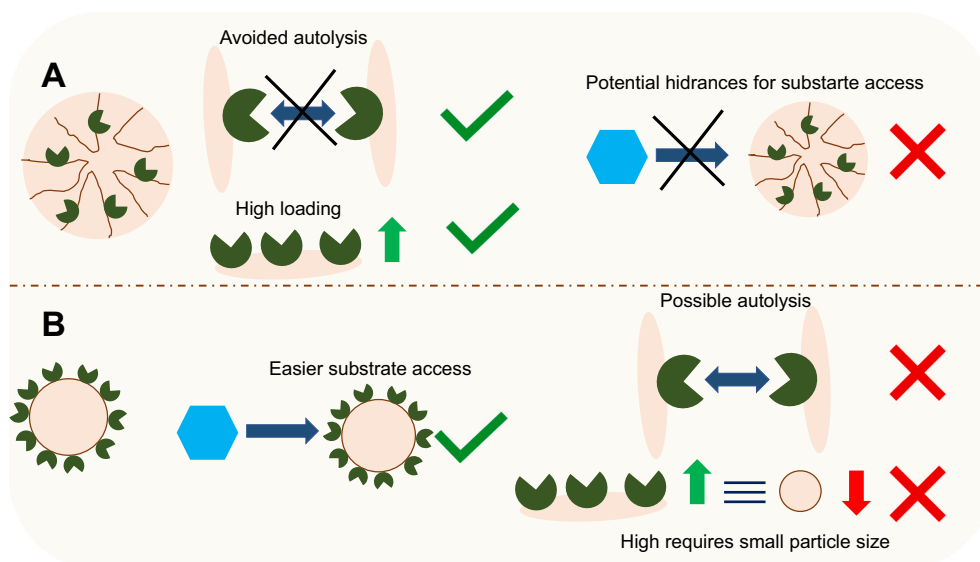 A
Avoided autolysis
Potential hidrances for substarte access
High loading
B
Possible autolysis
Easier substrate access
High requires small particle size